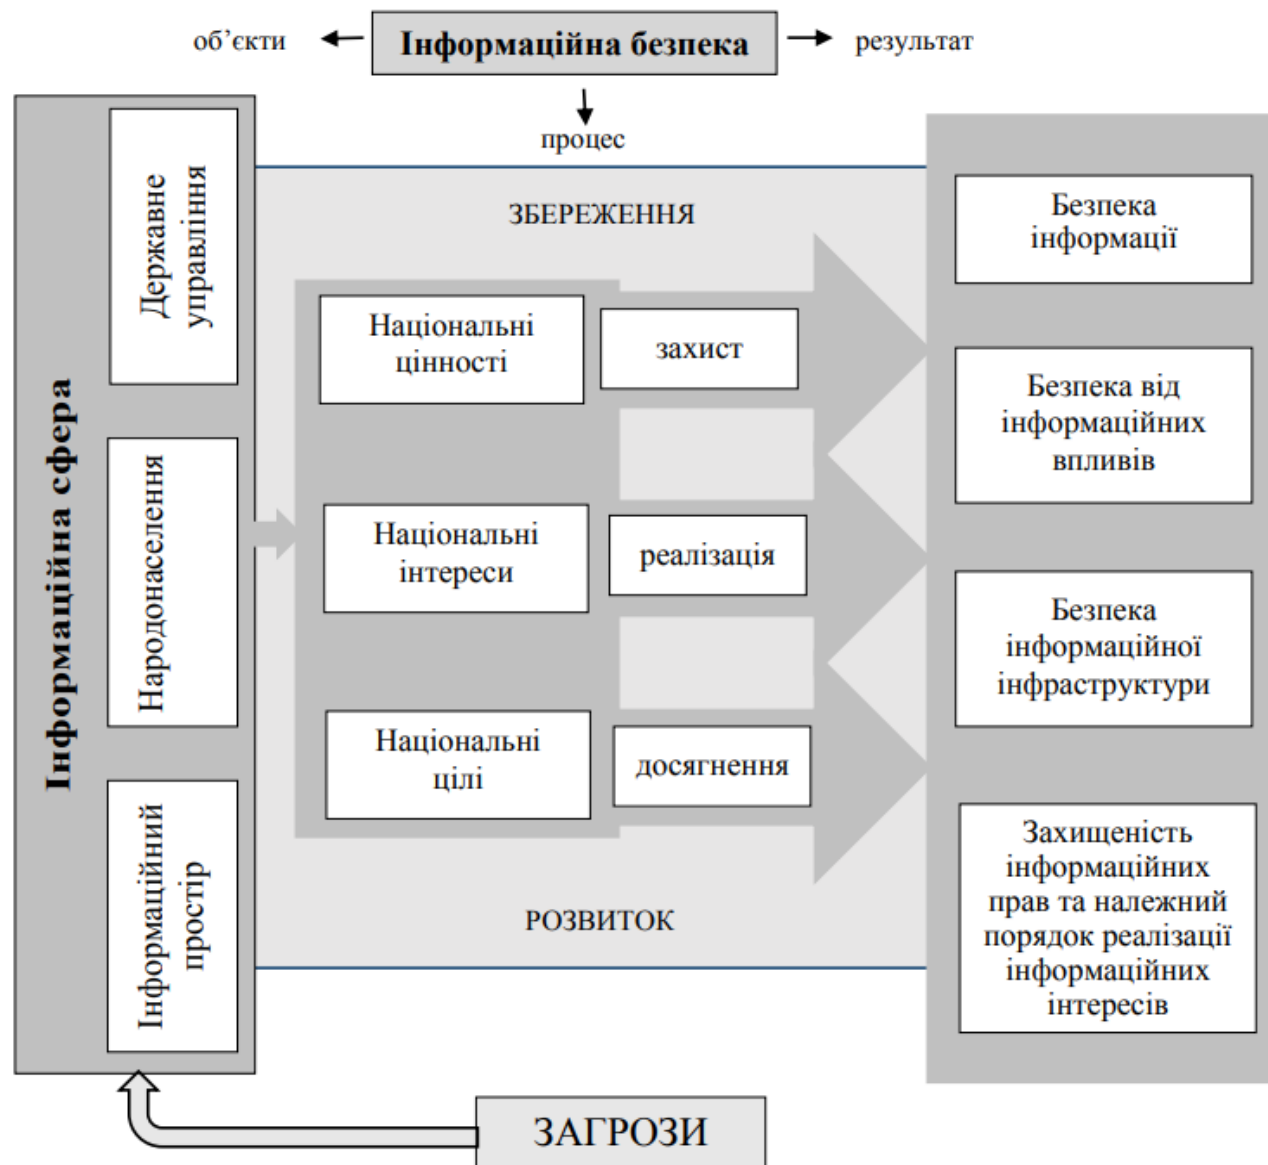 об’єкти
Інформаційна безпека
результат
процес
Інформаційна сфера
Державне
управління
Народонаселення
Інформаційний
простір
ЗБЕРЕЖЕННЯ
Національні
цінності
захист
Національні
інтереси
реалізація
Національні
цілі
досягнення
РОЗВИТОК
Безпека
інформації
Безпека від
інформаційних
впливів
Безпека
інформаційної
інфраструктури
Захищеність
інформаційних
прав та належний
порядок реалізації
інформаційних
інтересів
ЗАГРОЗИ